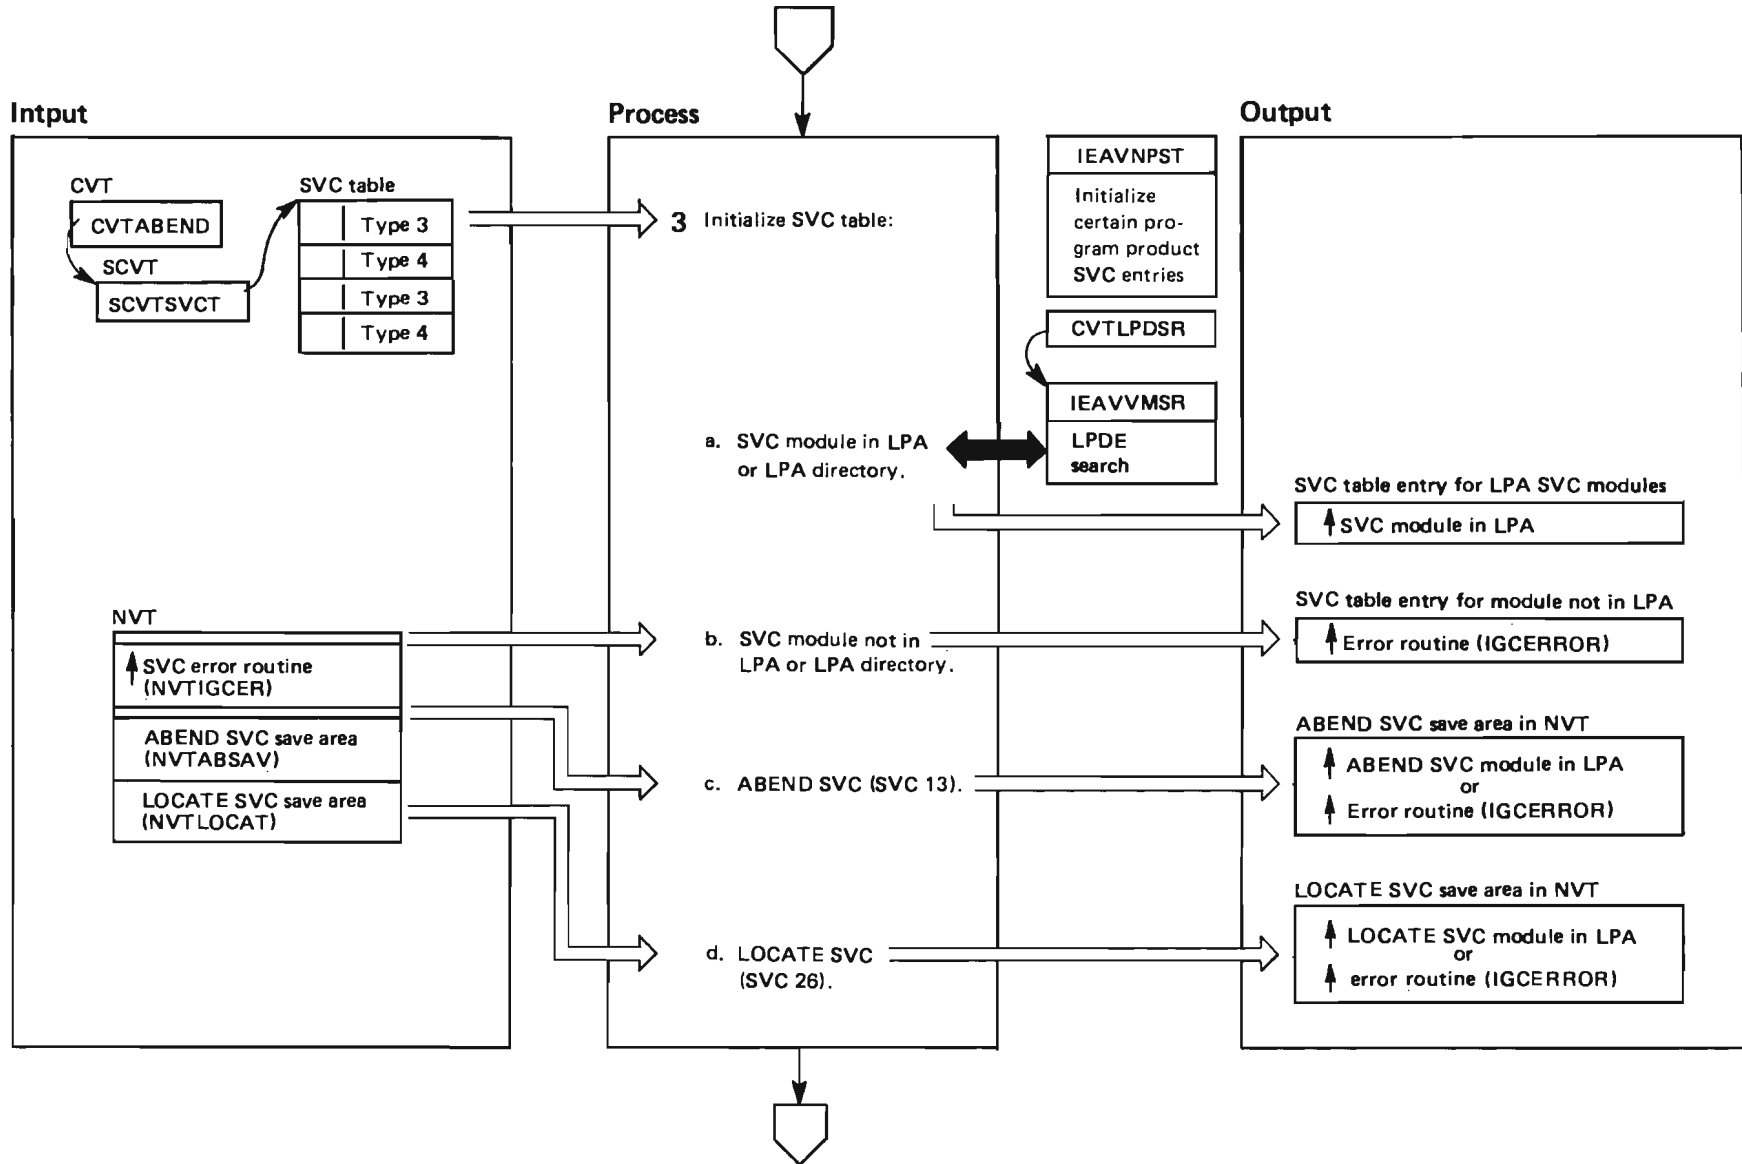 Intput
Process
Output
CVT
CVTABEND
SCVT
SCVTSVCT
SVC table
Type 3
Type 4
Type 3
Type 4
3 Initialize SVC table:
IEAVNPST
Initialize
certain pro-
gram product
SVC entries
CVTLPDSR
IEAVVMSR
LPDE
search
a. SVC module in LPA
or LPA directory.
SVC table entry for LPA SVC modules
SVC module in LPA
NVT
SVC error routine
(NVTIGCER)
ABEND SVC save area
(NVTABSAV)
LOCATE SVC save area
(NVTLOCAT)
b. SVC module not in
LPA or LPA directory.
SVC table entry for module not in LPA
Error routine (IGCERROR)
c. ABEND SVC (SVC 13).
ABEND SVC save area in NVT
ABEND SVC module in LPA
or
Error routine (IGCERROR)
d. LOCATE SVC
(SVC 26).
LOCATE SVC save area in NVT
LOCATE SVC module in LPA
or
error routine (IGCERROR)